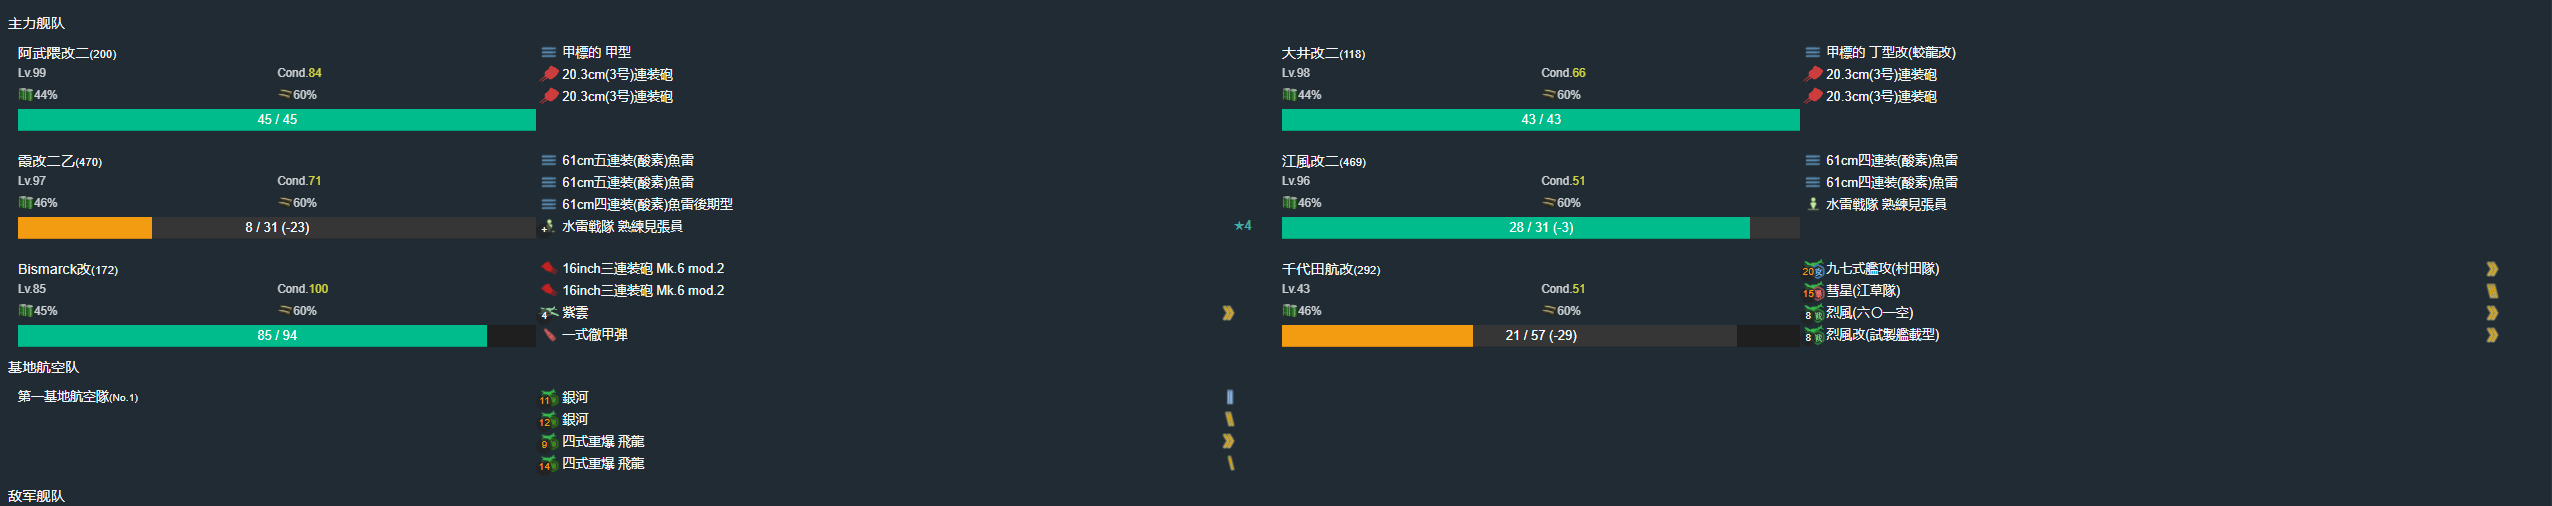 主力舰队
阿武隈改二(200)
Lv.99 Cond.84
44% 60%
45 / 45
甲標的 甲型
20.3cm(3号)連装砲
20.3cm(3号)連装砲
大井改二(118)
Lv.98 Cond.66
44% 60%
43 / 43
甲標的 丁型改(蛟龍改)
20.3cm(3号)連装砲
20.3cm(3号)連装砲
霞改二乙(470)
Lv.97 Cond.71
46% 60%
8 / 31 (-23)
61cm五連装(酸素)魚雷
61cm五連装(酸素)魚雷
61cm四連装(酸素)魚雷後期型
水雷戦隊 熟練見張員 ★4
江風改二(469)
Lv.96 Cond.51
46% 60%
28 / 31 (-3)
61cm四連装(酸素)魚雷
61cm四連装(酸素)魚雷
水雷戦隊 熟練見張員
Bismarck改(172)
Lv.85 Cond.100
45% 60%
85 / 94
16inch三連装砲 Mk.6 mod.2
16inch三連装砲 Mk.6 mod.2
4 紫雲
一式徹甲弾
千代田航改(292)
Lv.43 Cond.51
46% 60%
21 / 57 (-29)
20 九七式艦攻(村田隊)
15 彗星(江草隊)
8 烈風(六〇一空)
8 烈風改(試製艦載型)
基地航空队
第一基地航空隊(No.1)
11 銀河
12 銀河
9 四式重爆 飛龍
14 四式重爆 飛龍
敌军舰队